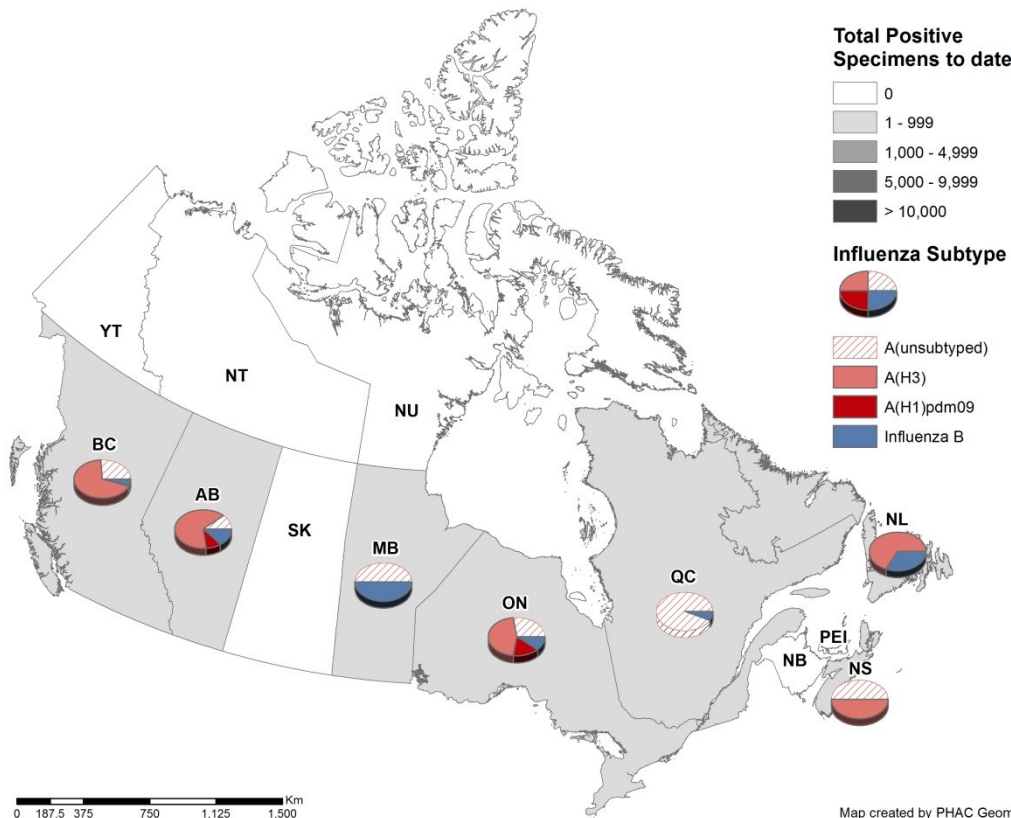 Total Positive
Specimens to date
0
1 - 999
1,000 - 4,999
5,000 - 9,999
> 10,000
Influenza Subtype
A(unsubtyped)
A(H3)
A(H1)pdm09
Influenza B
YT
NT
NU
BC
AB
SK
MB
ON
QC
NL
PEI
NB
NS
Km
0 187.5 375 750 1.125 1.500
Map created by PHAC Geom